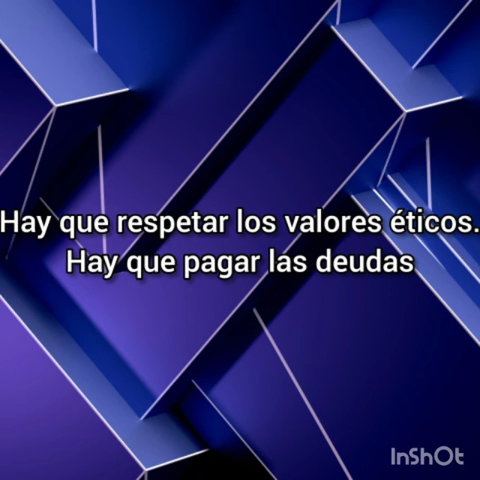 Hay que respetar los valores éticos.
Hay que pagar las deudas
InShOt